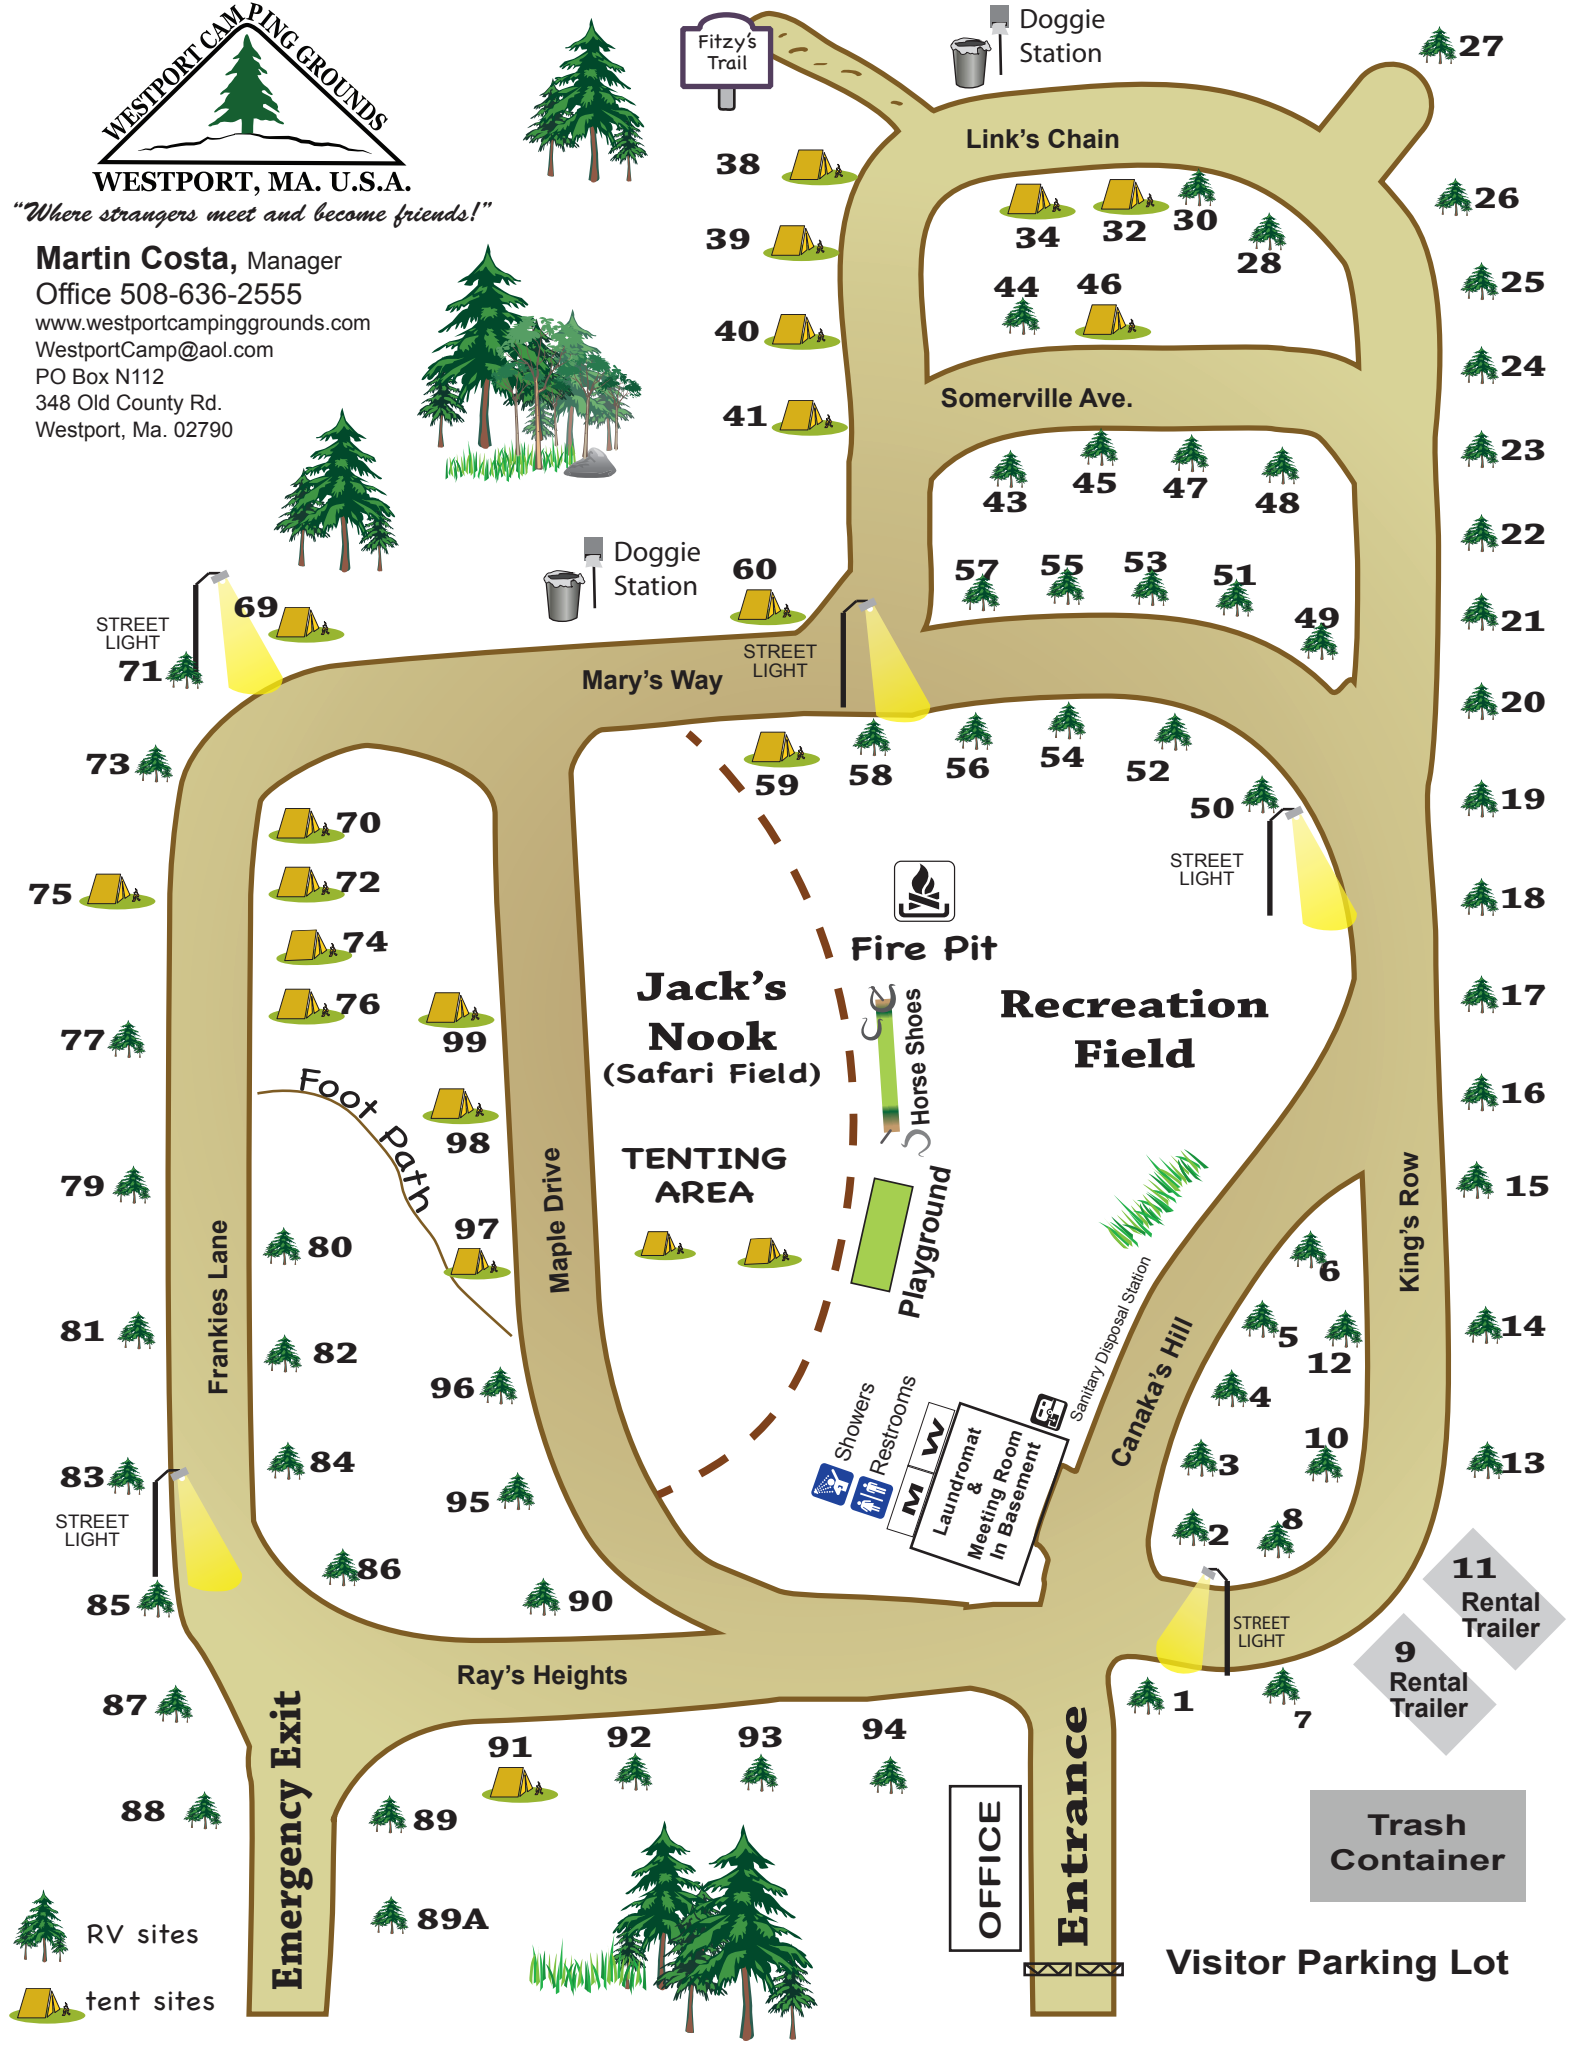 WESTPORT CAMPING GROUNDS
WESTPORT, MA. U.S.A.
“Where strangers meet and become friends!”
Martin Costa, Manager
Office 508-636-2555
www.westportcampinggrounds.com
WestportCamp@aol.com
PO Box N112
348 Old County Rd.
Westport, Ma. 02790
Fitzy's
Trail
Doggie
Station
Link's Chain
27
26
25
24
23
22
21
20
19
18
17
16
15
14
13
38
39
40
41
34
32
30
28
44
46
Somerville Ave.
43
45
47
48
57
55
53
51
49
Doggie
Station
60
STREET
LIGHT
69
71
STREET
LIGHT
Mary's Way
73
59
58
56
54
52
50
STREET
LIGHT
70
72
74
76
75
77
79
81
83
99
98
97
Foot Path
Fire Pit
Horse Shoes
Jack's
Nook
(Safari Field)
Recreation
Field
TENTING
AREA
Playground
Frankies Lane
Maple Drive
King's Row
Canaka's Hill
Sanitary Disposal Station
80
82
84
86
96
95
90
6
5
12
4
3
10
2
8
Showers
Restrooms
M
W
Laundromat
&
Meeting Room
In Basement
STREET
LIGHT
85
87
88
Ray's Heights
STREET
LIGHT
11
Rental
Trailer
9
Rental
Trailer
1
7
Emergency Exit
91
92
93
94
89
89A
OFFICE
Entrance
Trash
Container
Visitor Parking Lot
RV sites
tent sites